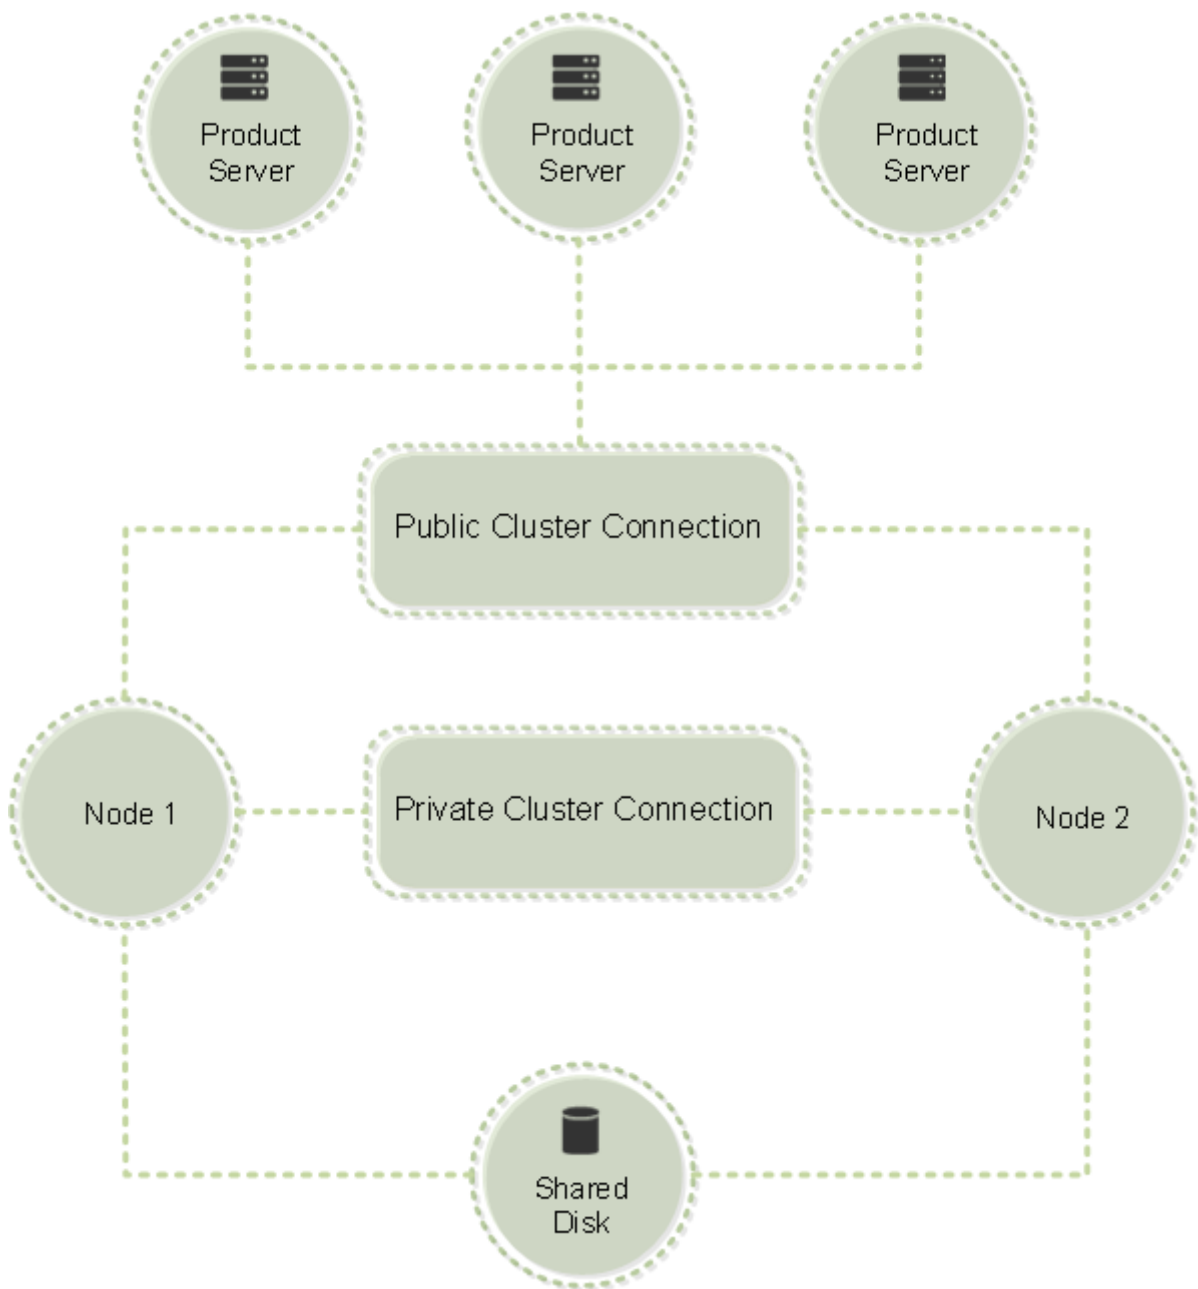 Product
Server
Product
Server
Product
Server
Public Cluster Connection
Node 1
Private Cluster Connection
Node 2
Shared
Disk